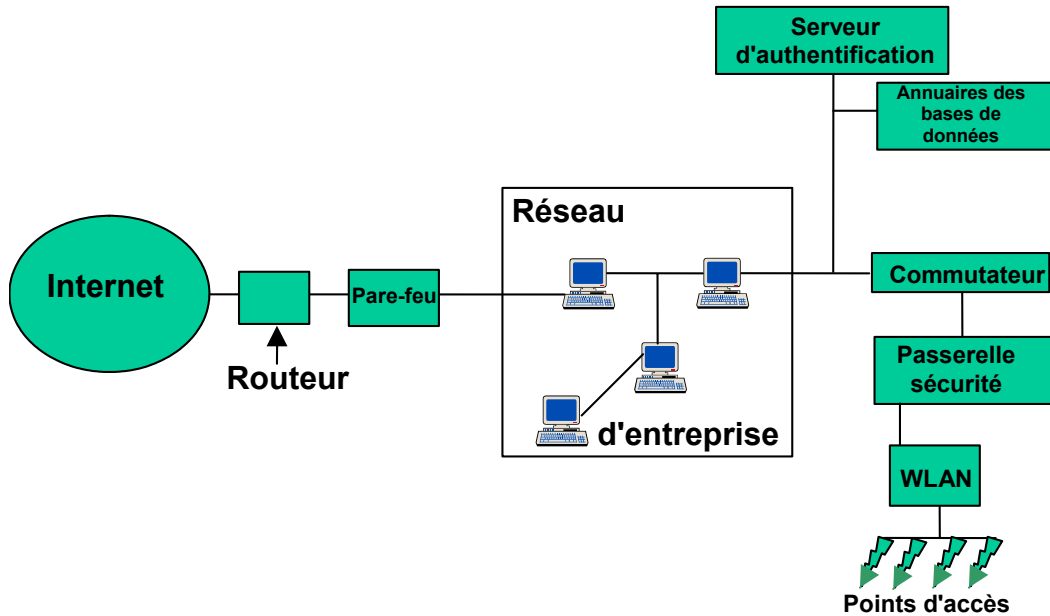 Serveur
d'authentification
Annuaires des
bases de
données
Réseau
Internet
Pare-feu
Commutateur
Routeur
Passerelle
sécurité
d'entreprise
WLAN
Points d'accès